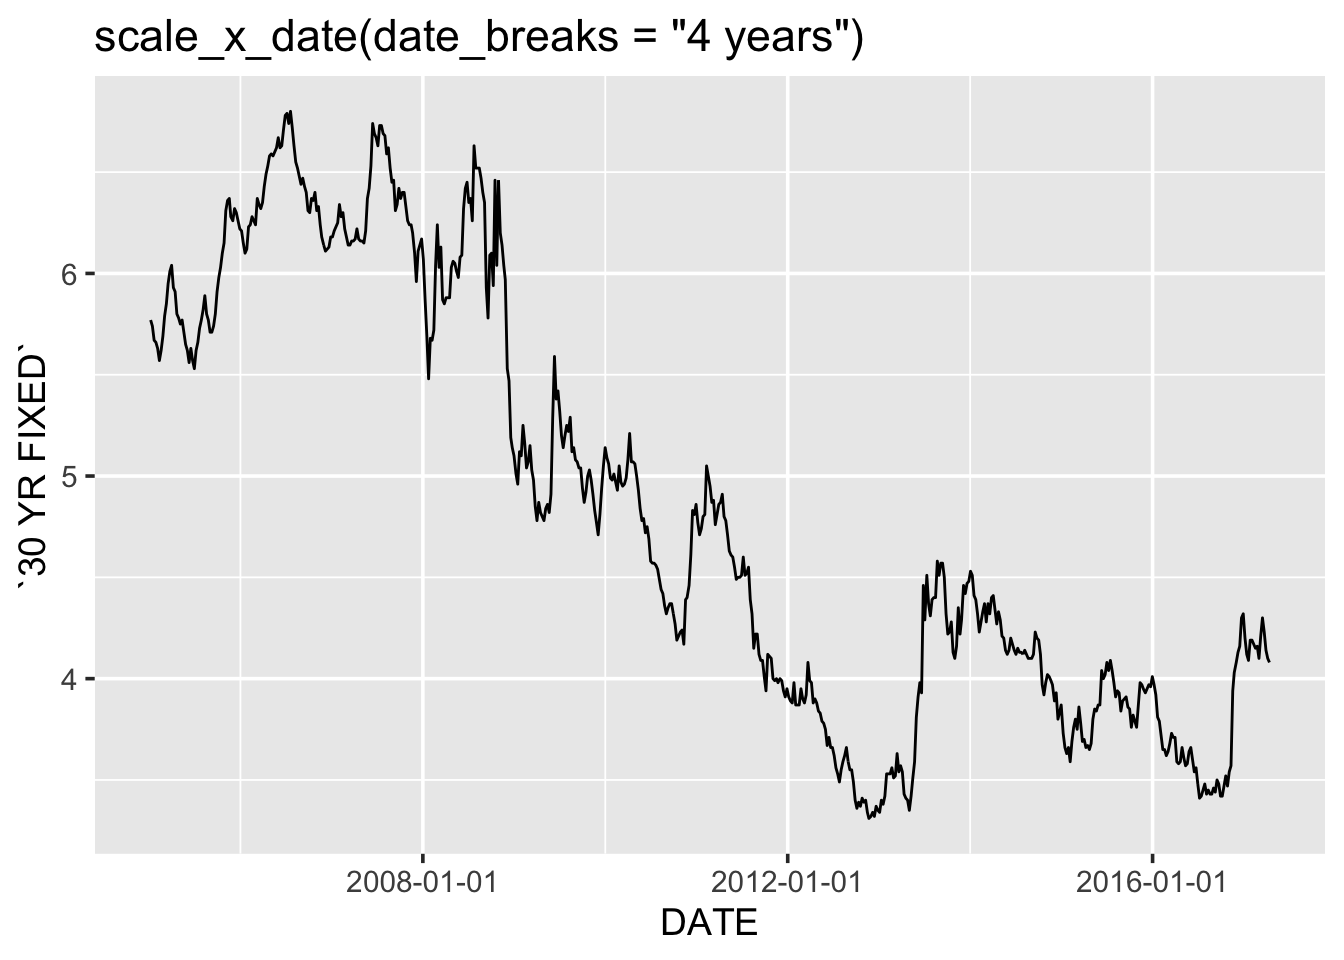 scale_x_date(date_breaks = "4 years")
`30 YR FIXED`
6
5
4
2008-01-01
2012-01-01
2016-01-01
DATE